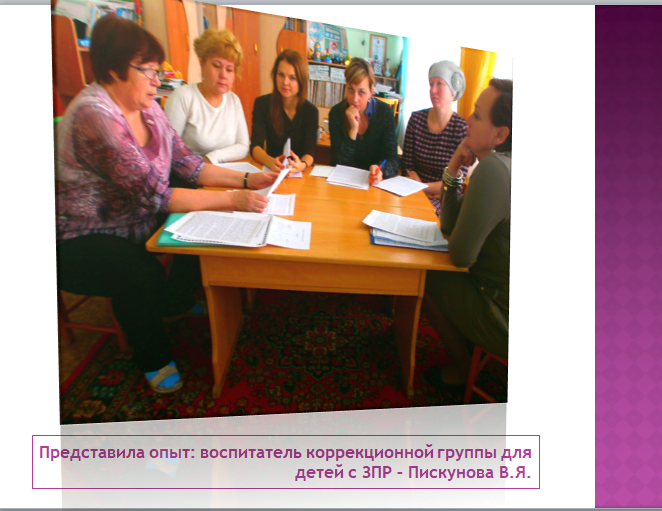 Представила опыт: воспитатель коррекционной группы для
детей с ЗПР - Пискунова В.Я.